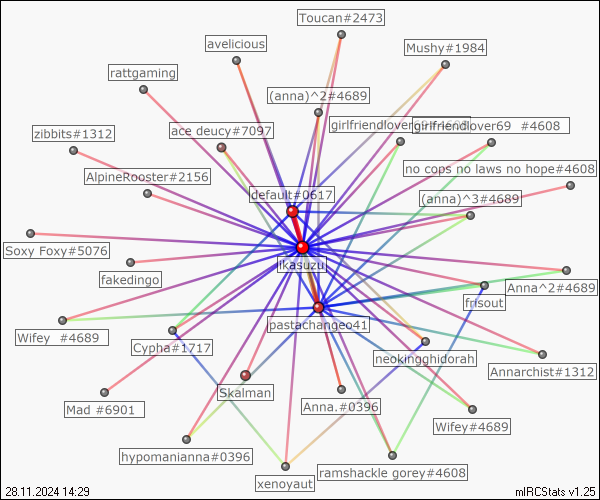 Toucan#2473
avelicious
Mushy#1984
rattgaming
(anna)^2#4689
ace deucy#7097
girlfriendlover69 #4608
zibbits#1312
no cops no laws no hope#4608
AlpineRooster#2156
default#0617
(anna)^3#4689
Soxy Foxy#5076
ikasuzu
fakedingo
Anna^2#4689
frisout
Wifey #4689
pastachangeo41
Cypha#1717
neokingghidorah
Annarchist#1312
Skalman
Mad #6901
Anna.#0396
Wifey#4689
hypomanianna#0396
ramshackle gorey#4608
xenoyaut
28.11.2024 14:29
mIRCStats v1.25